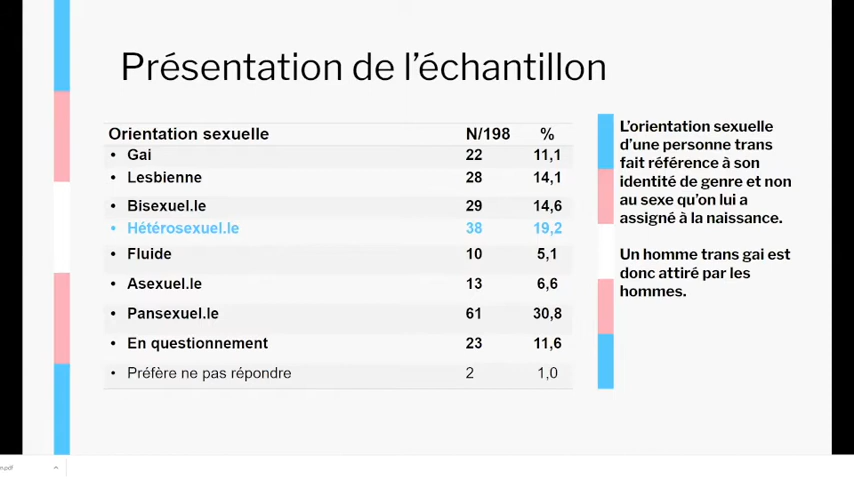 Présentation de l’échantillon
Orientation sexuelle N/198 %
• Gai 22 11,1
• Lesbienne 28 14,1
• Bisexuel.le 29 14,6
• Hétérosexuel.le 38 19,2
• Fluide 10 5,1
• Asexuel.le 13 6,6
• Pansexuel.le 61 30,8
• En questionnement 23 11,6
• Préfère ne pas répondre 2 1,0
L’orientation sexuelle
d’une personne trans
fait référence à son
identité de genre et non
au sexe qu’on lui a
assigné à la naissance.
Un homme trans gai est
donc attiré par les
hommes.